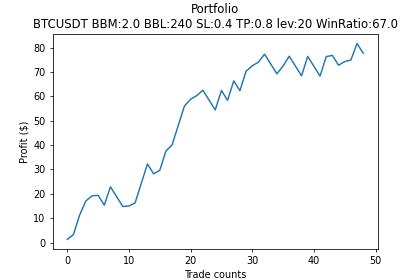 Portfolio
BTCUSDT BBM:2.0 BBL:240 SL:0.4 TP:0.8 lev:20 WinRatio:67.0
80
70
60
50
40
30
20
10
0
Profit ($)
0 10 20 30 40 50
Trade counts